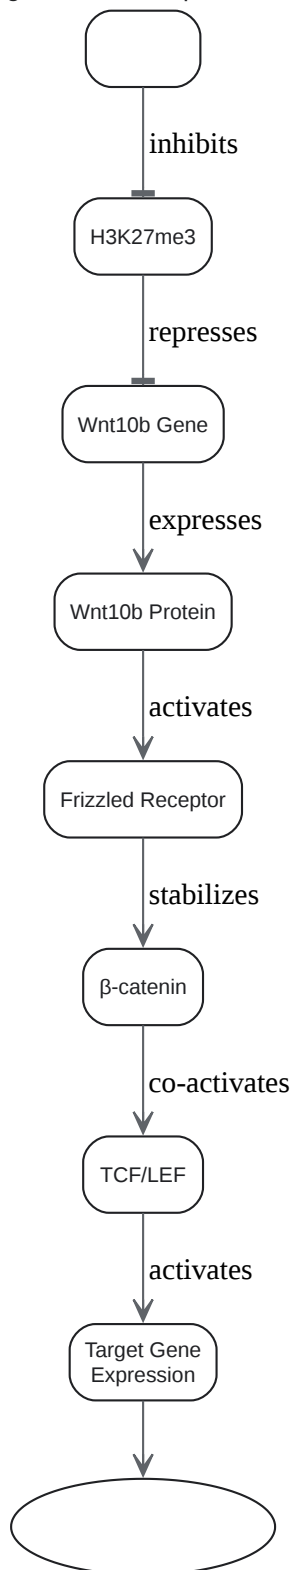 inhibits
H3K27me3
represses
Wnt10b Gene
expresses
Wnt10b Protein
activates
Frizzled Receptor
stabilizes
β-catenin
co-activates
TCF/LEF
activates
Target Gene
Expression